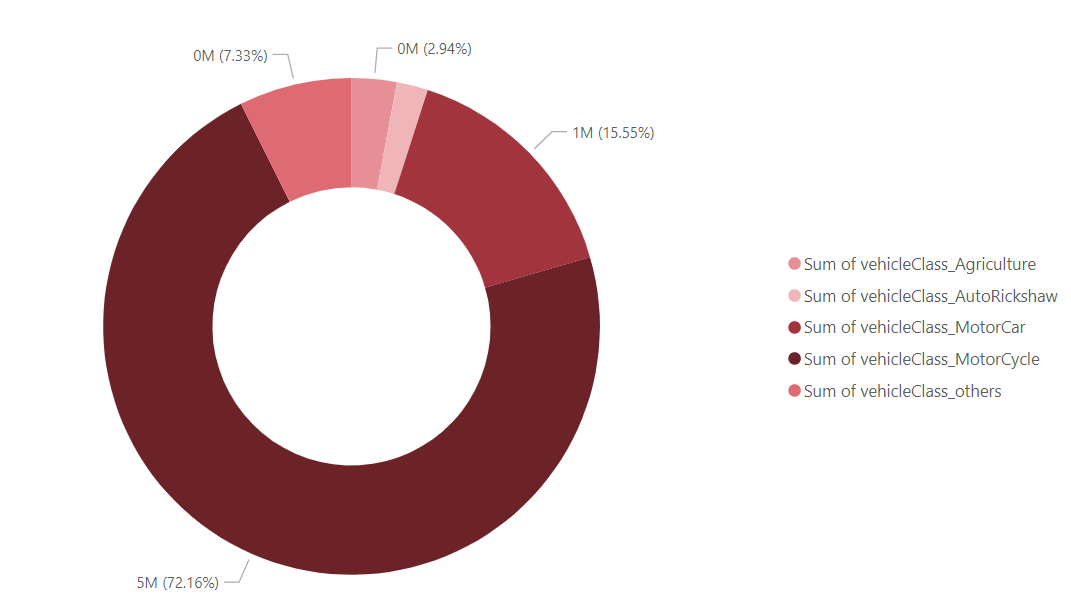 0M (7.33%)
0M (2.94%)
1M (15.55%)
5M (72.16%)
Sum of vehicleClass_Agriculture
Sum of vehicleClass_AutoRickshaw
Sum of vehicleClass_MotorCar
Sum of vehicleClass_MotorCycle
Sum of vehicleClass_others